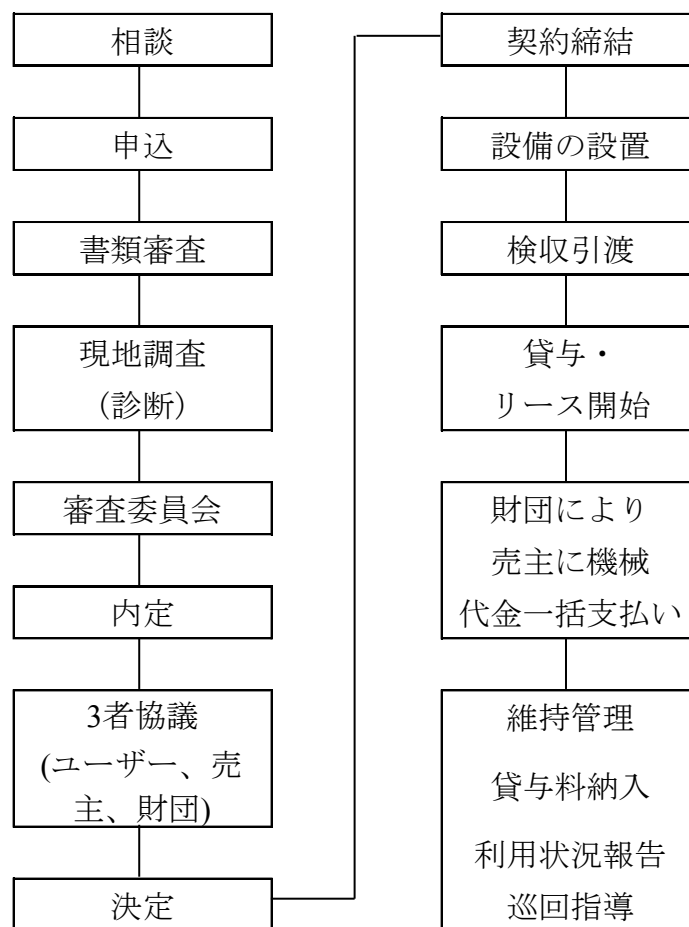 相談
申込
書類審査
現地調査
（診断）
審査委員会
内定
3者協議
(ユーザー、売
主、財団)
決定
契約締結
設備の設置
検収引渡
貸与・
リース開始
財団により
売主に機械
代金一括支払い
維持管理
貸与料納入
利用状況報告
巡回指導